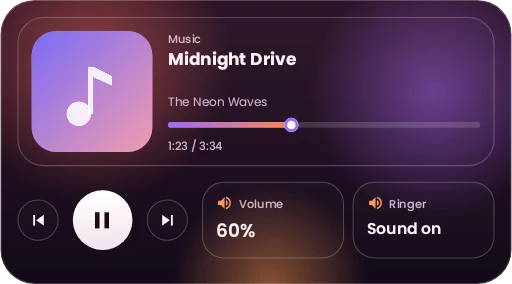 Music
Midnight Drive
The Neon Waves
1:23 / 3:34
Volume
60%
Ringer
Sound on